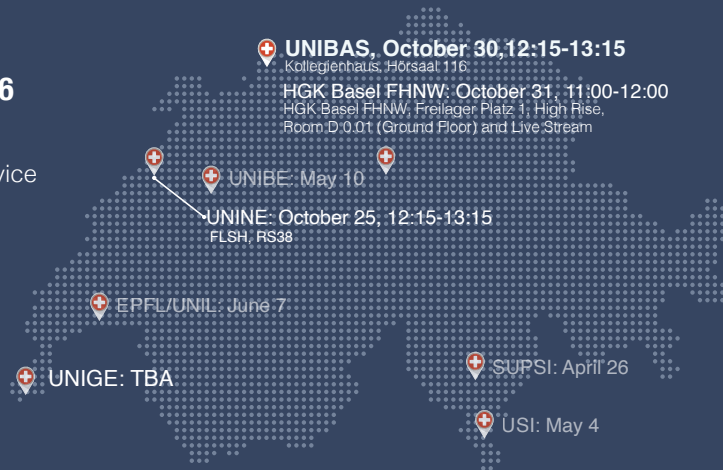 UNIBAS, October 30,12:15-13:15
Kollegienhaus, Hörsaal 116
6
HGK Basel FHNW: October 31, 11:00-12:00
HGK Basel FHNW, Freilager Platz 1, High Rise,
Room D.0.01 (Ground Floor) and Live Stream
vice
UNIBE: May 10
UNINE: October 25, 12:15-13:15
FLSH, RS38
EPFL/UNIL: June 7
SUPSI: April 26
UNIGE: TBA
USI: May 4